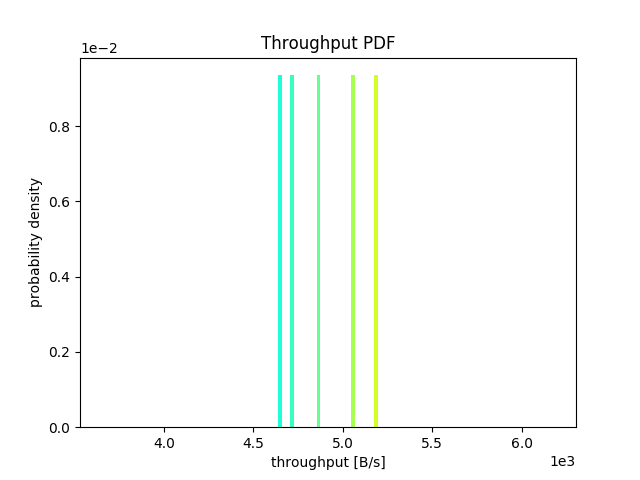 Throughput PDF
1e−2
0.8
0.6
0.4
0.2
0.0
probability density
4.0 4.5 5.0 5.5 6.0
throughput [B/s]
1e3